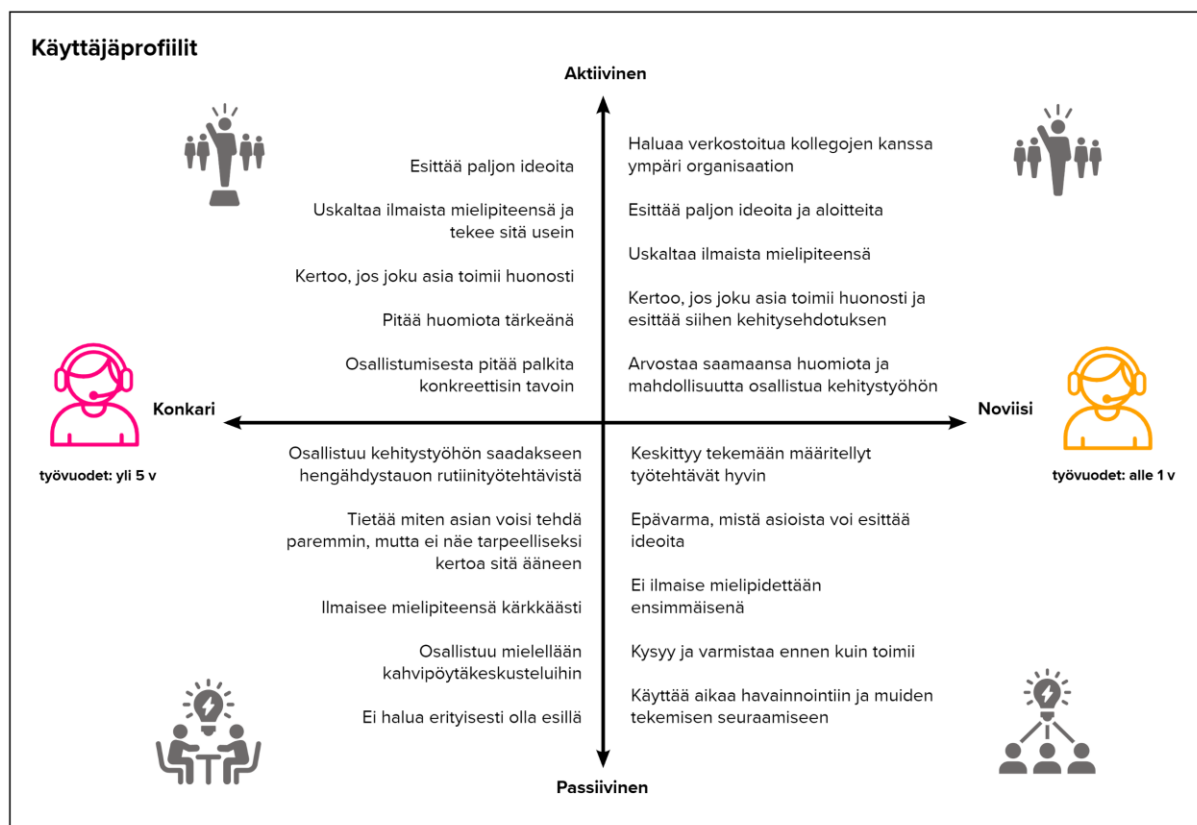 Käyttäjäprofiilit
Aktiivinen
Esittää paljon ideoita
Uskaltaa ilmaista mielipiteensä ja
tekee sitä usein
Kertoo, jos joku asia toimii huonosti
Pitää huomiota tärkeänä
Osallistumisesta pitää palkita
konkreettisin tavoin
Haluaa verkostoitua kollegojen kanssa
ympäri organisaation
Esittää paljon ideoita ja aloitteita
Uskaltaa ilmaista mielipiteensä
Kertoo, jos joku asia toimii huonosti ja
esittää siihen kehitysehdotuksen
Arvostaa saamaansa huomiota ja
mahdollisuutta osallistua kehitystyöhön
Konkari
työvuodet: yli 5 v
Noviisi
työvuodet: alle 1 v
Osallistuu kehitystyöhön saadakseen
hengähdystauon rutiinityötehtävistä
Tietää miten asian voisi tehdä
paremmin, mutta ei näe tarpeelliseksi
kertoa sitä ääneen
Ilmaisee mielipiteensä kärkkäästi
Osallistuu mielellään
kahvipöytäkeskusteluihin
Ei halua erityisesti olla esillä
Keskittyy tekemään määritellyt
työtehtävät hyvin
Epävarma, mistä asioista voi esittää
ideoita
Ei ilmaise mielipidettään
ensimmäisenä
Kysyy ja varmistaa ennen kuin toimii
Käyttää aikaa havainnointiin ja muiden
tekemisen seuraamiseen
Passiivinen